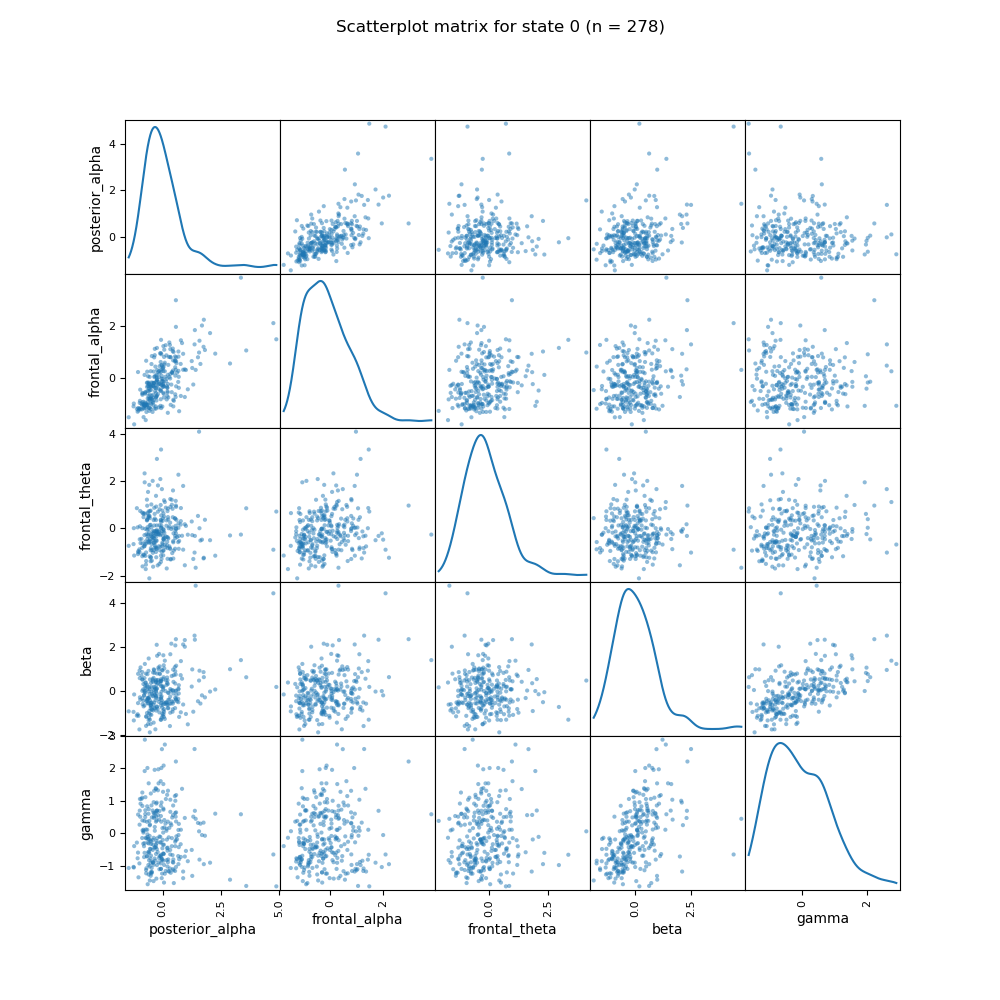 Scatterplot matrix for state 0 (n = 278)
posterior_alpha
4
2
0
frontal_alpha
2
0
frontal_theta
4
2
0
−2
beta
4
2
0
−2
gamma
3
2
1
0
−1
0.0 2.5 5.0 0 2 0.0 2.5 0.0 2.5 0 2
posterior_alpha frontal_alpha frontal_theta beta gamma